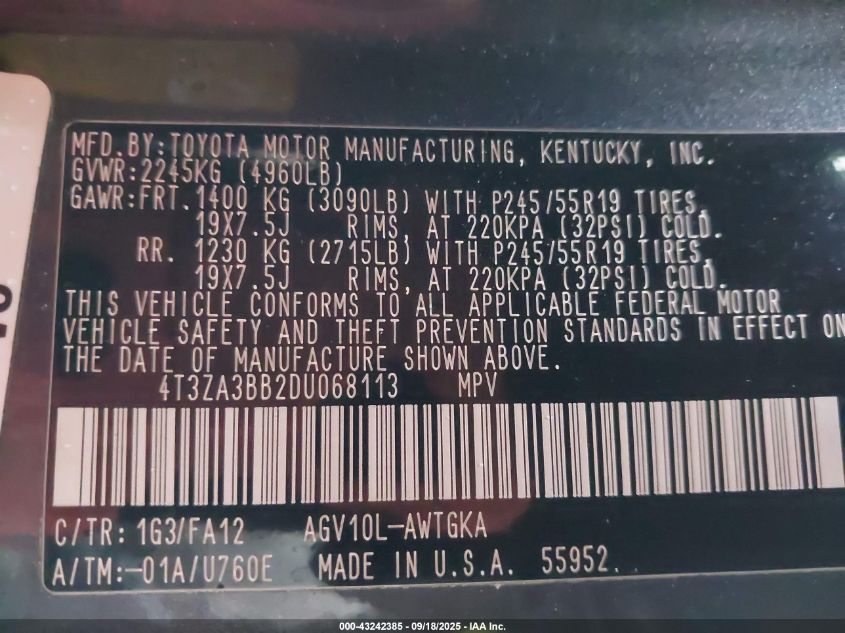 MFD.BY:TOYOTA MOTOR MANUFACTURING, KENTUCKY, INC.
GVWR:2245KG (4960LB)
GAWR:FRT.1400 KG (3090LB) WITH P245/55R19 TIRES,
19X7.5J RIMS, AT 220KPA (32PSI) COLD.
RR. 1230 KG (2715LB) WITH P245/55R19 TIRES,
19X7.5J RIMS, AT 220KPA (32PSI) COLD.
THIS VEHICLE CONFORMS TO ALL APPLICABLE FEDERAL MOTOR
VEHICLE SAFETY AND THEFT PREVENTION STANDARDS IN EFFECT ON
THE DATE OF MANUFACTURE SHOWN ABOVE.
4T3ZA3BB2DU068113 MPV
C/TR: 1G3/FA12 AGV10L-AWTGKA
A/TM:-01A/U760E MADE IN U.S.A. 55952
000-43242385 - 09/18/2025 - IAA Inc.